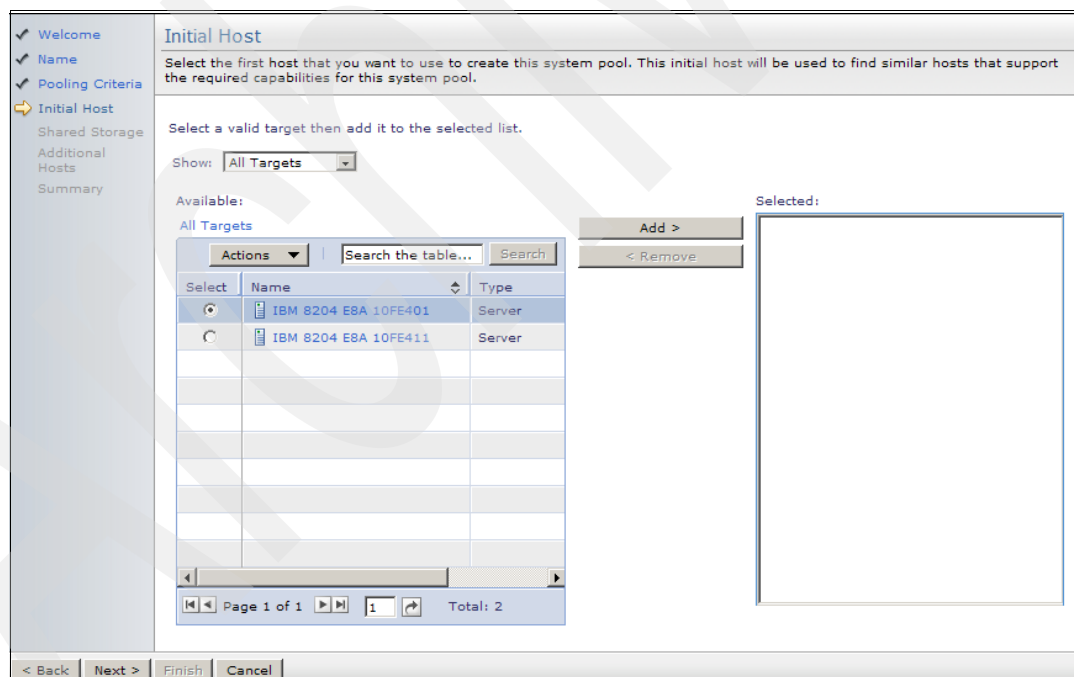 Welcome
Name
Pooling Criteria
Initial Host
Shared Storage
Additional
Hosts
Summary
Initial Host
Select the first host that you want to use to create this system pool. This initial host will be used to find similar hosts that support
the required capabilities for this system pool.
Select a valid target then add it to the selected list.
Show: All Targets
Available:
All Targets
Actions Search the table... Search
Select Name Type
IBM 8204 E8A 10FE401 Server
IBM 8204 E8A 10FE411 Server
Page 1 of 1 1 Total: 2
Add >
< Remove
Selected:
< Back Next > Finish Cancel